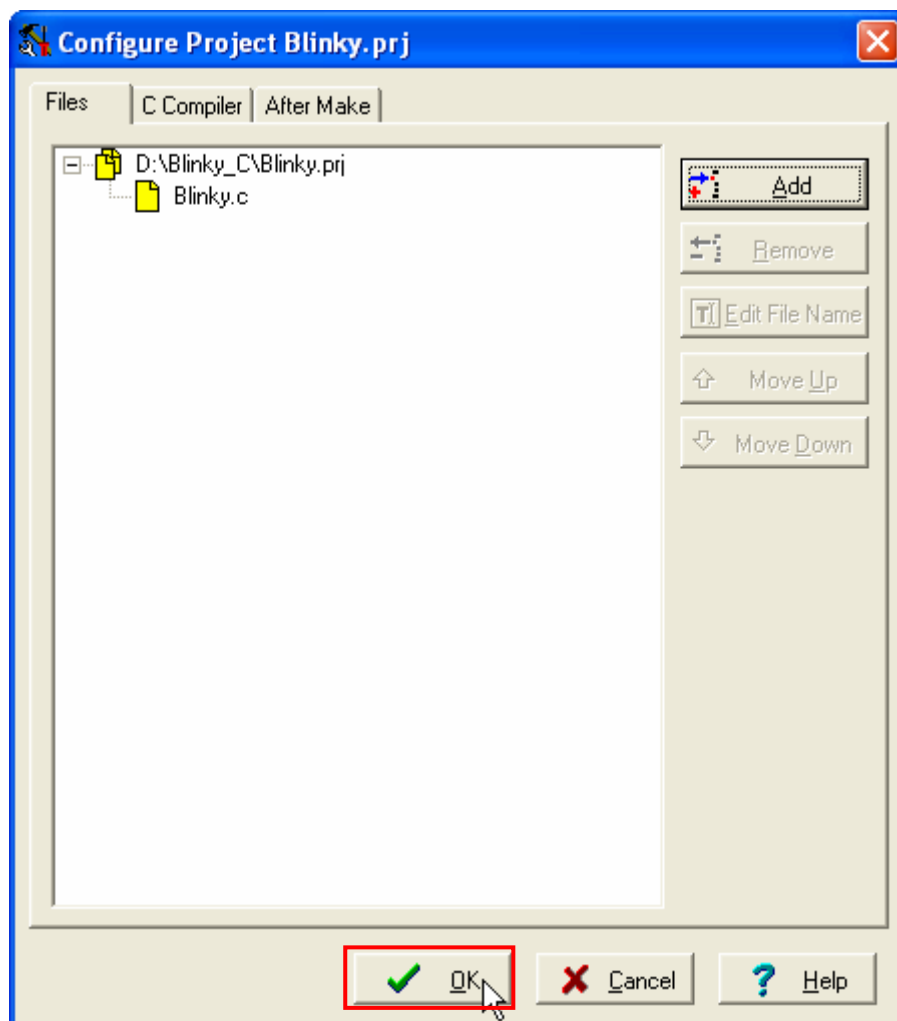 Configure Project Blinky.prj
Files C Compiler After Make
D:\Blinky_C\Blinky.prj
Blinky.c
Add
Remove
Edit File Name
Move Up
Move Down
OK Cancel Help